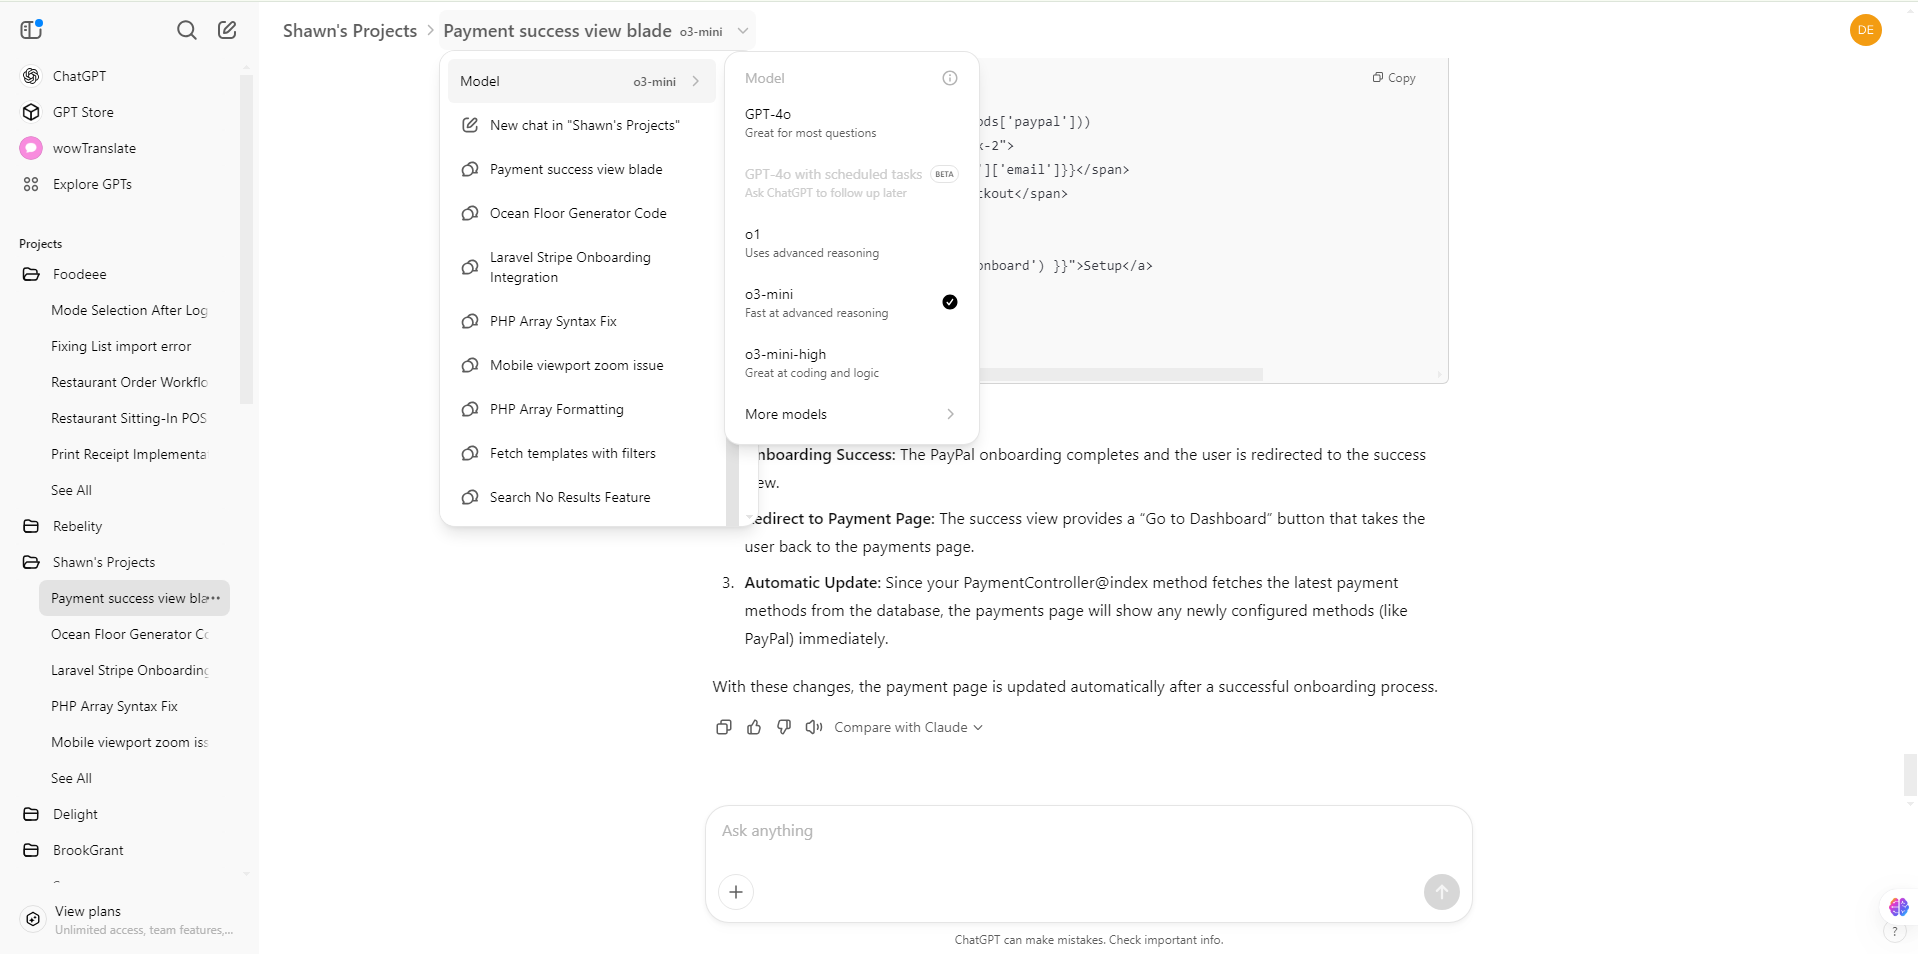 ChatGPT
GPT Store
wowTranslate
Explore GPTs
Projects
Foodeee
Mode Selection After Log
Fixing List import error
Restaurant Order Workflo
Restaurant Sitting-In POS
Print Receipt Implementa
See All
Rebelity
Shawn's Projects
Payment success view bla
Ocean Floor Generator Co
Laravel Stripe Onboarding
PHP Array Syntax Fix
Mobile viewport zoom iss
See All
Delight
BrookGrant
View plans
Unlimited access, team features,...
Shawn's Projects
Payment success view blade o3-mini
DE
Model o3-mini
New chat in "Shawn's Projects"
Payment success view blade
Ocean Floor Generator Code
Laravel Stripe Onboarding
Integration
PHP Array Syntax Fix
Mobile viewport zoom issue
PHP Array Formatting
Fetch templates with filters
Search No Results Feature
Model
GPT-4o
Great for most questions
GPT-4o with scheduled tasks BETA
Ask ChatGPT to follow up later
o1
Uses advanced reasoning
o3-mini
Fast at advanced reasoning
o3-mini-high
Great at coding and logic
More models
Copy
ods['paypal']))
x-2">
']['email']}}</span>
ckout</span>
onboard') }}">Setup</a>
nboarding Success: The PayPal onboarding completes and the user is redirected to the success
ew.
edirect to Payment Page: The success view provides a “Go to Dashboard” button that takes the
user back to the payments page.
3. Automatic Update: Since your PaymentController@index method fetches the latest payment
methods from the database, the payments page will show any newly configured methods (like
PayPal) immediately.
With these changes, the payment page is updated automatically after a successful onboarding process.
Compare with Claude
Ask anything
ChatGPT can make mistakes. Check important info.
?